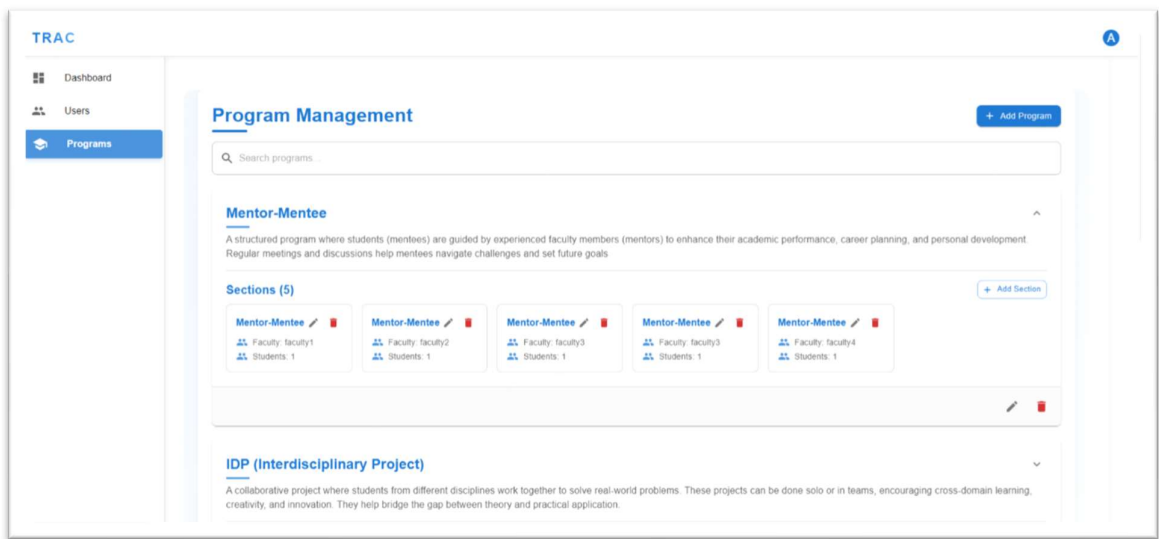 TRAC
A
Dashboard
Users
Programs
Program Management
+ Add Program
Search programs...
Mentor-Mentee
A structured program where students (mentees) are guided by experienced faculty members (mentors) to enhance their academic performance, career planning, and personal development.
Regular meetings and discussions help mentees navigate challenges and set future goals
Sections (5)
+ Add Section
Mentor-Mentee
Faculty: faculty1
Students: 1
Mentor-Mentee
Faculty: faculty2
Students: 1
Mentor-Mentee
Faculty: faculty3
Students: 1
Mentor-Mentee
Faculty: faculty3
Students: 1
Mentor-Mentee
Faculty: faculty4
Students: 1
IDP (Interdisciplinary Project)
A collaborative project where students from different disciplines work together to solve real-world problems. These projects can be done solo or in teams, encouraging cross-domain learning,
creativity, and innovation. They help bridge the gap between theory and practical application.